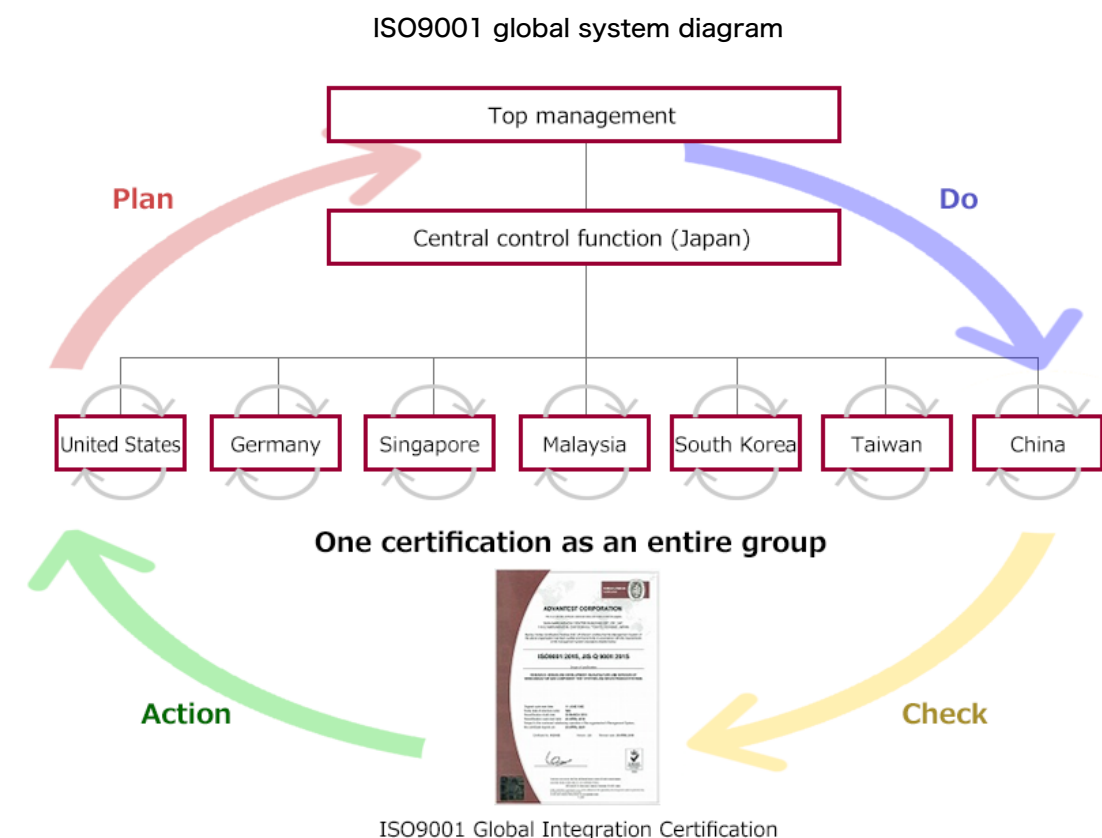 ISO9001 global system diagram
Top management
Plan
Do
Central control function (Japan)
United States
Germany
Singapore
Malaysia
South Korea
Taiwan
China
One certification as an entire group
ADVANTEST CORPORATION
ISO9001:2015, JIS Q 9001:2015
Action
Check
ISO9001 Global Integration Certification